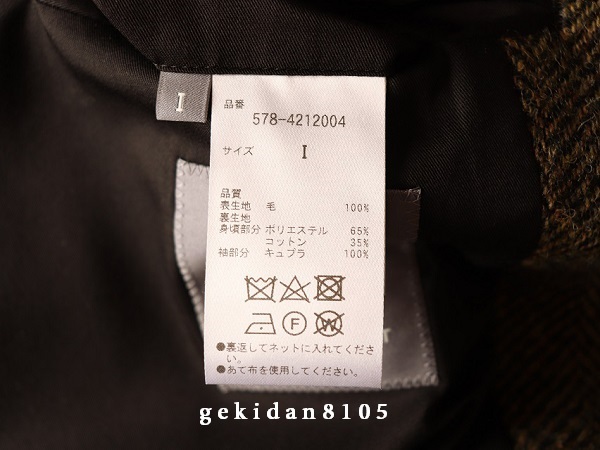 I
品番
578-4212004
サイズ I
品質
表生地 毛 100%
裏生地
身頃部分 ポリエステル 65%
コットン 35%
袖部分 キュプラ 100%
F W
●裏返してネットに入れてくださ
い。
●あて布を使用してください。
gekidan8105